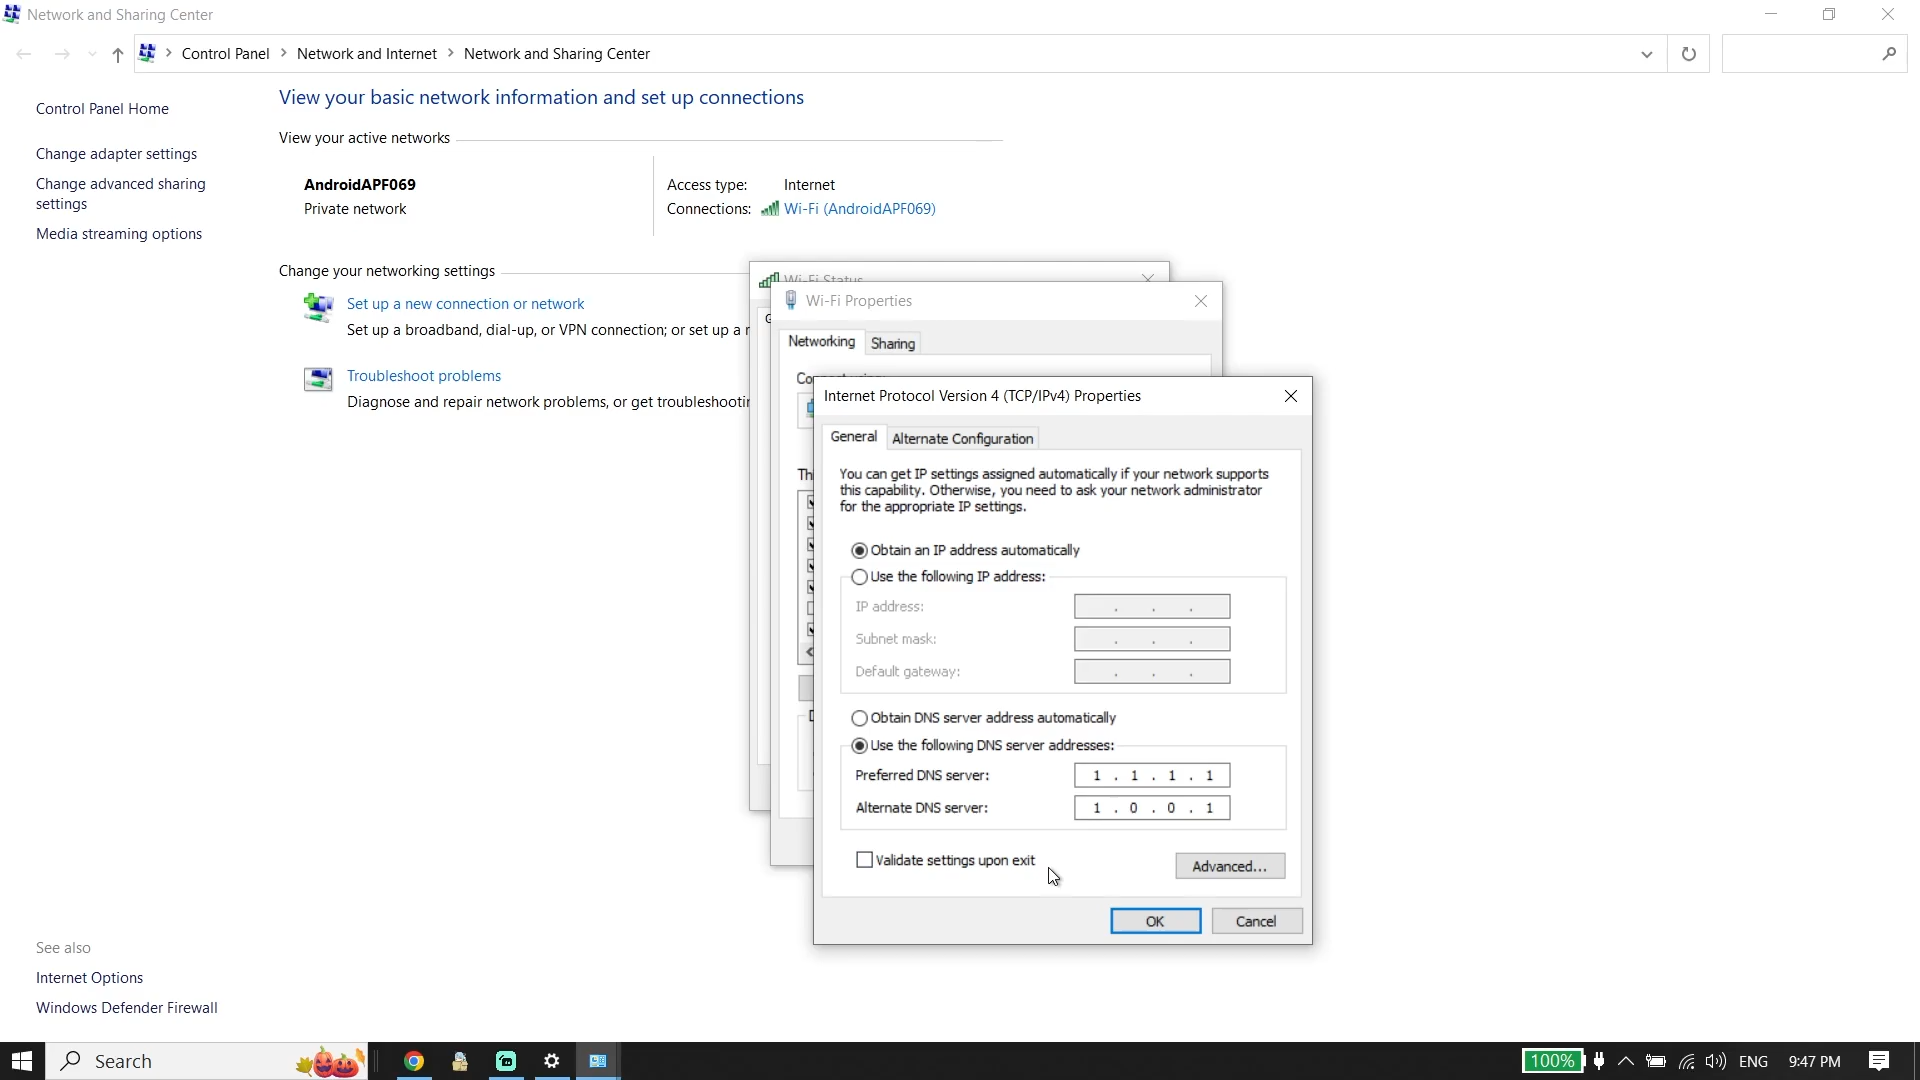 Network and Sharing Center
Control Panel
Network and Internet
Network and Sharing Center
Control Panel Home
Change adapter settings
Change advanced sharing
settings
Media streaming options
View your basic network information and set up connections
View your active networks
AndroidAPF069
Private network
Access type: Internet
Connections: Wi-Fi (AndroidAPF069)
Change your networking settings
Set up a new connection or network
Set up a broadband, dial-up, or VPN connection; or set up a
Troubleshoot problems
Diagnose and repair network problems, or get
Wi-Fi Status
Wi-Fi Properties
Networking
Sharing
Internet Protocol Version 4 (TCP/IPv4) Properties
General
Alternate Configuration
You can get IP settings assigned automatically if your network supports
this capability. Otherwise, you need to ask your network administrator
for the appropriate IP settings.
Obtain an IP address automatically
Use the following IP address:
IP address: . . .
Subnet mask: . . .
Default gateway: . . .
Obtain DNS server address automatically
Use the following DNS server addresses:
Preferred DNS server: 1 . 1 . 1 . 1
Alternate DNS server: 1 . 0 . 0 . 1
Validate settings upon exit
Advanced...
OK
Cancel
See also
Internet Options
Windows Defender Firewall
Search
100%
ENG
9:47 PM